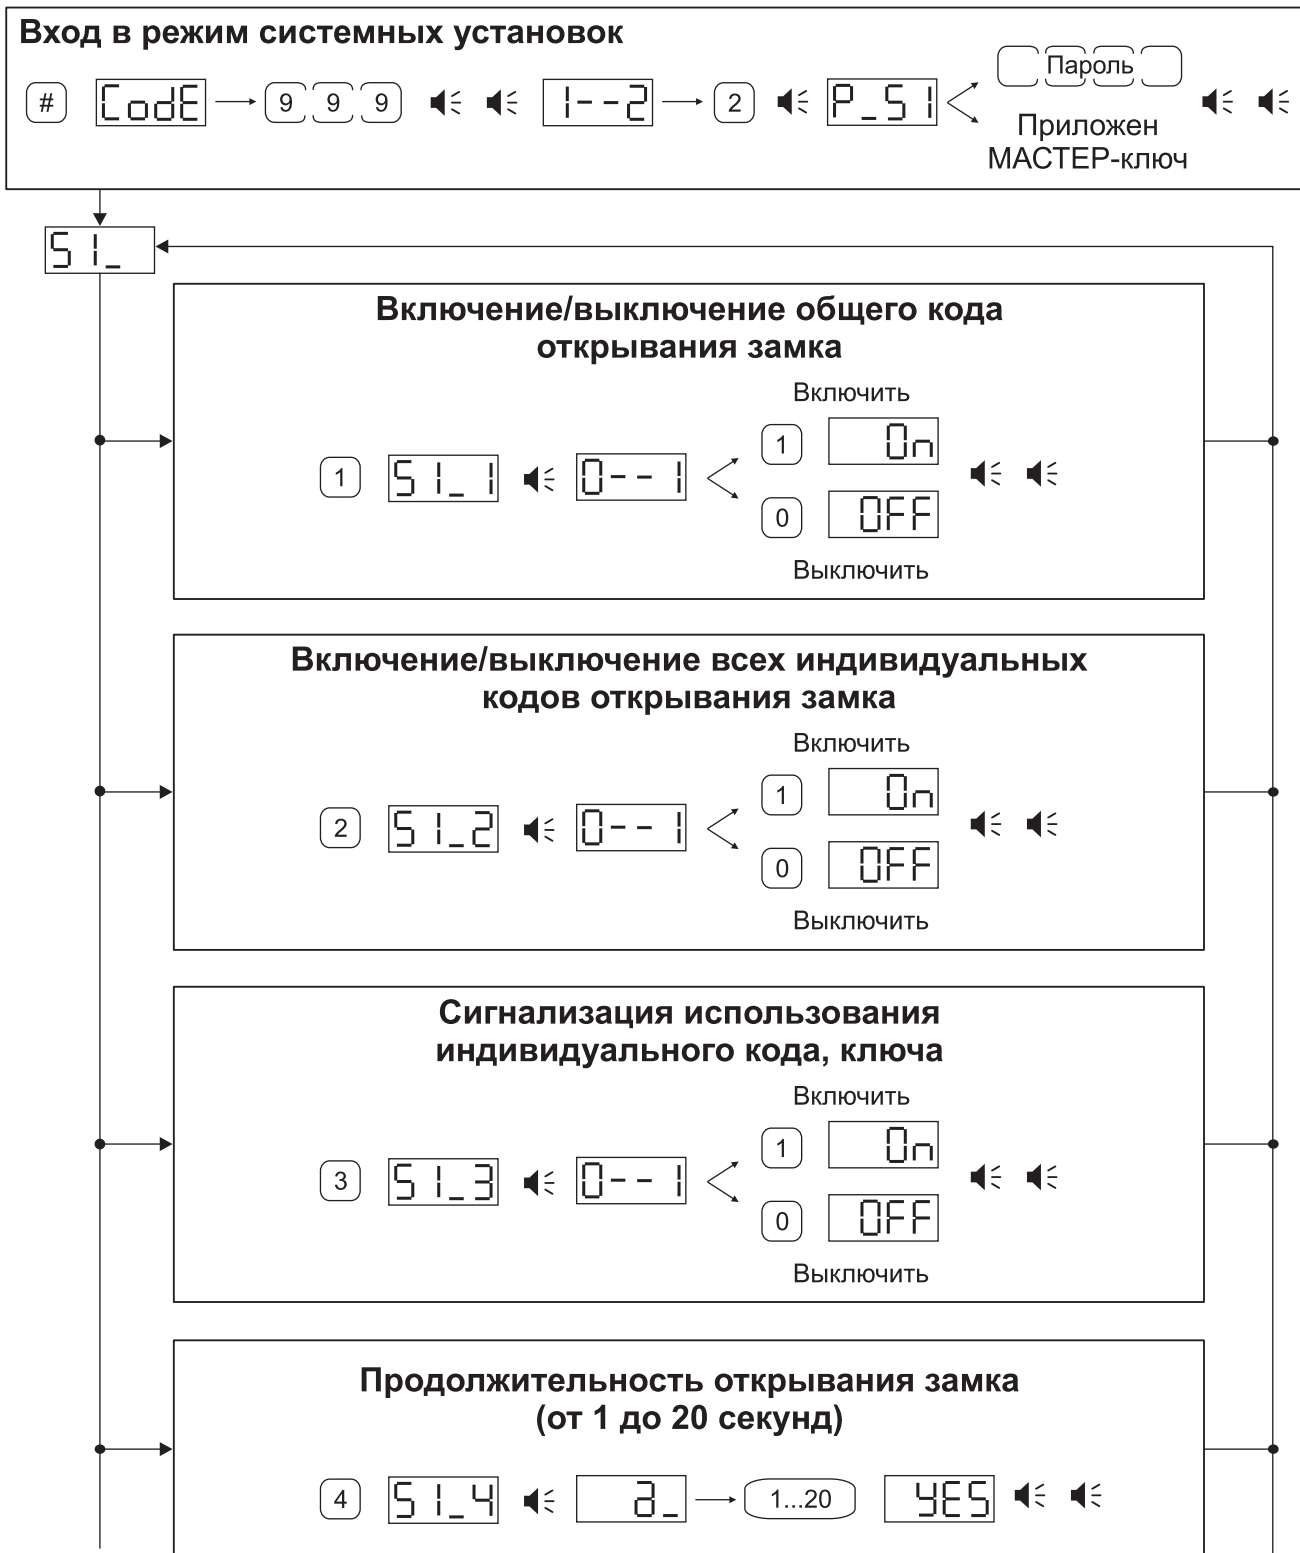 Вход в режим системных установок
# CodE 9 9 9 1--2 2 P_S1 Пароль
Приложен
МАСТЕР-ключ
S1_
Включение/выключение общего кода
открывания замка
Включить
1 On
1 S1_1 0--1
0 OFF
Выключить
Включение/выключение всех индивидуальных
кодов открывания замка
Включить
1 On
2 S1_2 0--1
0 OFF
Выключить
Сигнализация использования
индивидуального кода, ключа
Включить
1 On
3 S1_3 0--1
0 OFF
Выключить
Продолжительность открывания замка
(от 1 до 20 секунд)
4 S1_4 a_ 1...20 YES